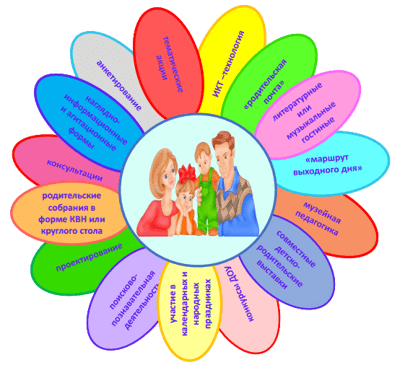 тематические
акции
ИКТ –технология
«родительская
почта»
литературные
или
музыкальные
гостиные
«маршрут
выходного дня»
музейная
педагогика
совместные
детско-
родительские
выставки
конкурсы ДОУ
участие в
календарных и
народных
праздниках
поисково-
познавательная
деятельность
проектирование
родительские
собрания в
форме КВН или
круглого стола
консультации
наглядно-
информационные
и агитационные
формы
анкетирование